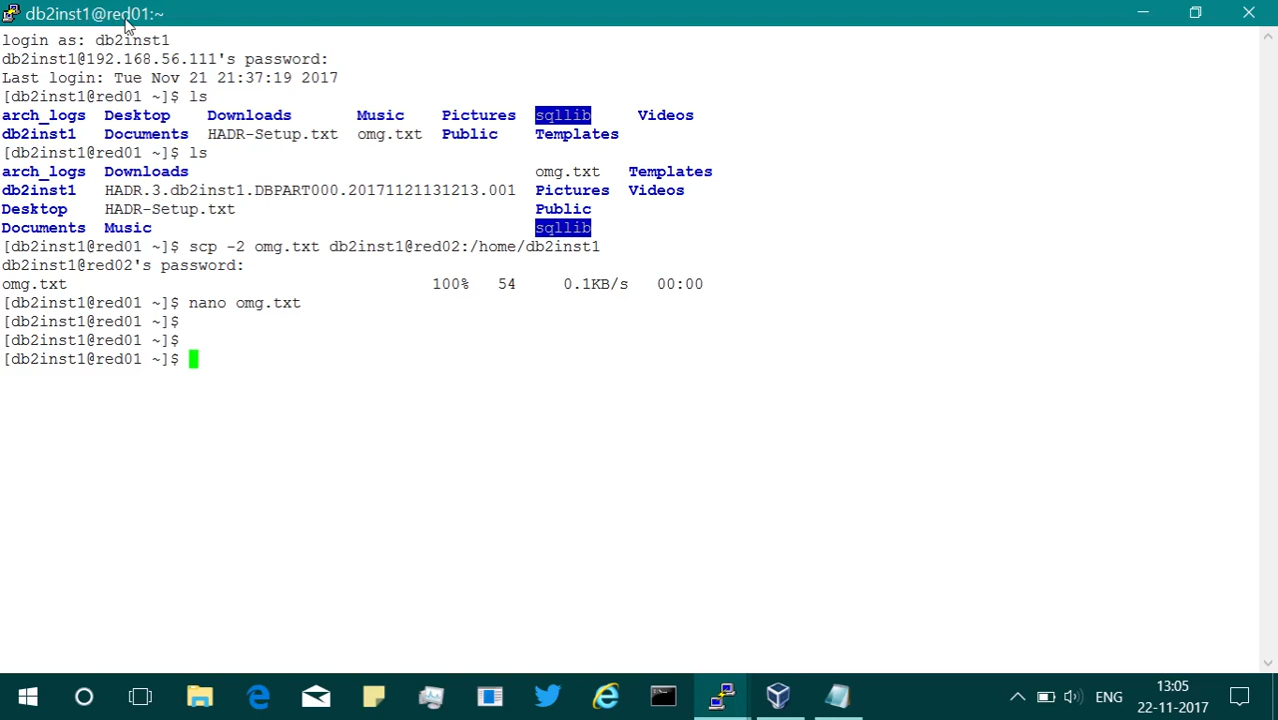 db2inst1@red01:~
login as: db2inst1
db2inst1@192.168.56.111's password:
Last login: Tue Nov 21 21:37:19 2017
[db2inst1@red01 ~]$ ls
arch_logs Desktop Downloads Music Pictures sqllib Videos
db2inst1 Documents HADR-Setup.txt omg.txt Public Templates
[db2inst1@red01 ~]$ ls
arch_logs Downloads omg.txt Templates
db2inst1 HADR.3.db2inst1.DBPART000.20171121131213.001 Pictures Videos
Desktop HADR-Setup.txt Public
Documents Music sqllib
[db2inst1@red01 ~]$ scp -2 omg.txt db2inst1@red02:/home/db2inst1
db2inst1@red02's password:
omg.txt 100% 54 0.1KB/s 00:00
[db2inst1@red01 ~]$ nano omg.txt
[db2inst1@red01 ~]$
[db2inst1@red01 ~]$
[db2inst1@red01 ~]$
ENG
13:05
22-11-2017